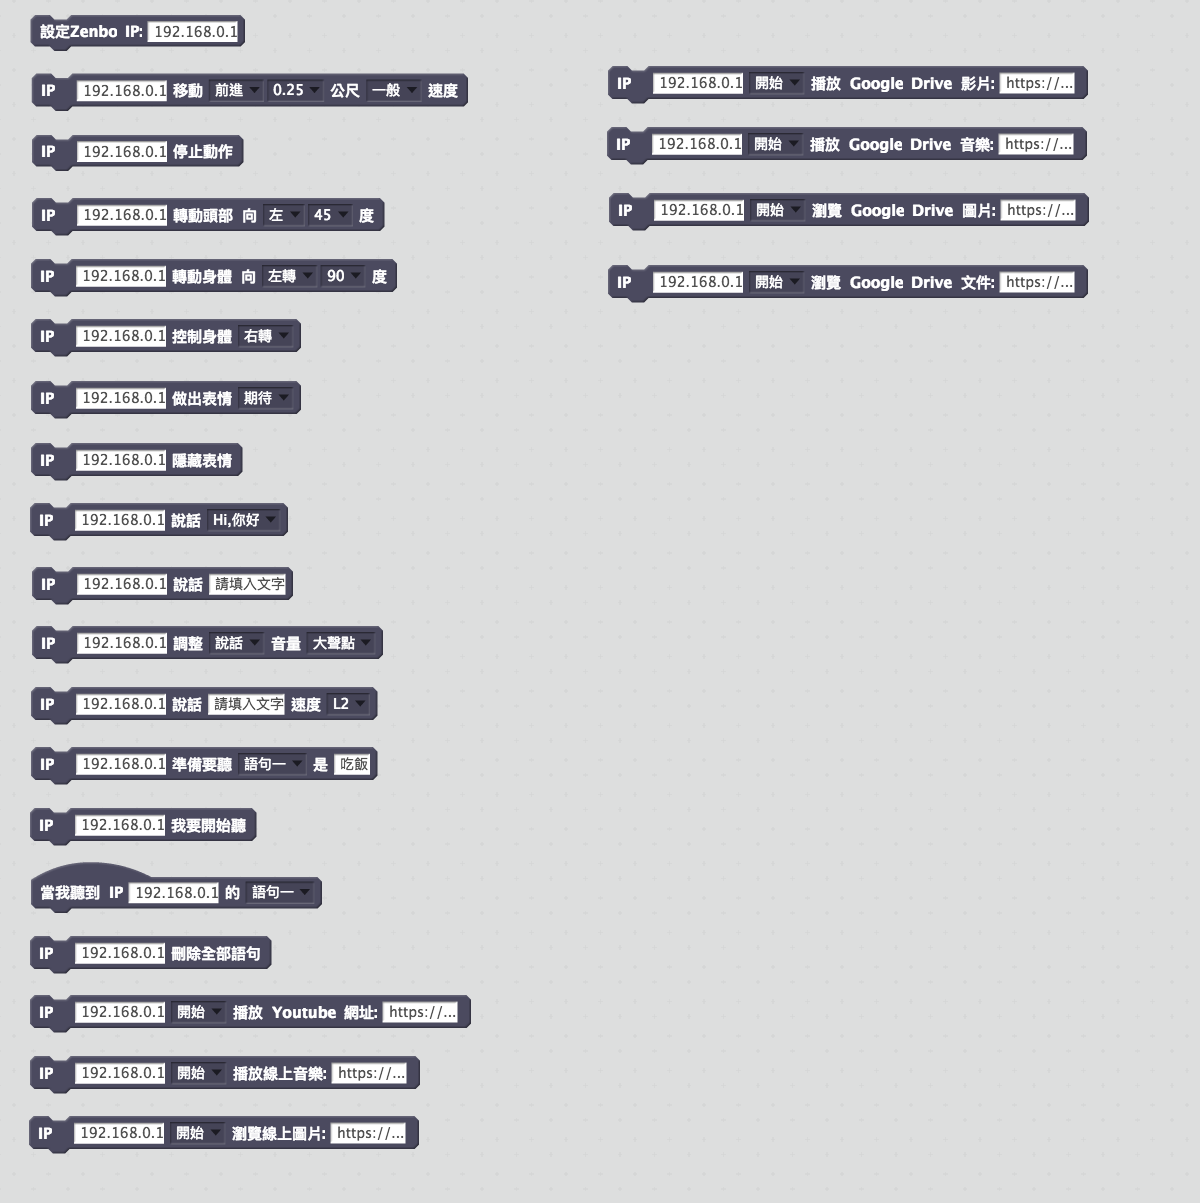 設定Zenbo IP: 192.168.0.1
IP 192.168.0.1 移動 前進 0.25 公尺 一般 速度
IP 192.168.0.1 停止動作
IP 192.168.0.1 轉動頭部 向 左 45 度
IP 192.168.0.1 轉動身體 向 左轉 90 度
IP 192.168.0.1 控制身體 右轉
IP 192.168.0.1 做出表情 期待
IP 192.168.0.1 隱藏表情
IP 192.168.0.1 說話 Hi,你好
IP 192.168.0.1 說話 請填入文字
IP 192.168.0.1 調整 說話 音量 大聲點
IP 192.168.0.1 說話 請填入文字 速度 L2
IP 192.168.0.1 準備要聽 語句一 是 吃飯
IP 192.168.0.1 我要開始聽
當我聽到 IP 192.168.0.1 的 語句一
IP 192.168.0.1 刪除全部語句
IP 192.168.0.1 開始 播放 Youtube 網址: https://...
IP 192.168.0.1 開始 播放線上音樂: https://...
IP 192.168.0.1 開始 瀏覽線上圖片: https://...
IP 192.168.0.1 開始 播放 Google Drive 影片: https://...
IP 192.168.0.1 開始 播放 Google Drive 音樂: https://...
IP 192.168.0.1 開始 瀏覽 Google Drive 圖片: https://...
IP 192.168.0.1 開始 瀏覽 Google Drive 文件: https://...